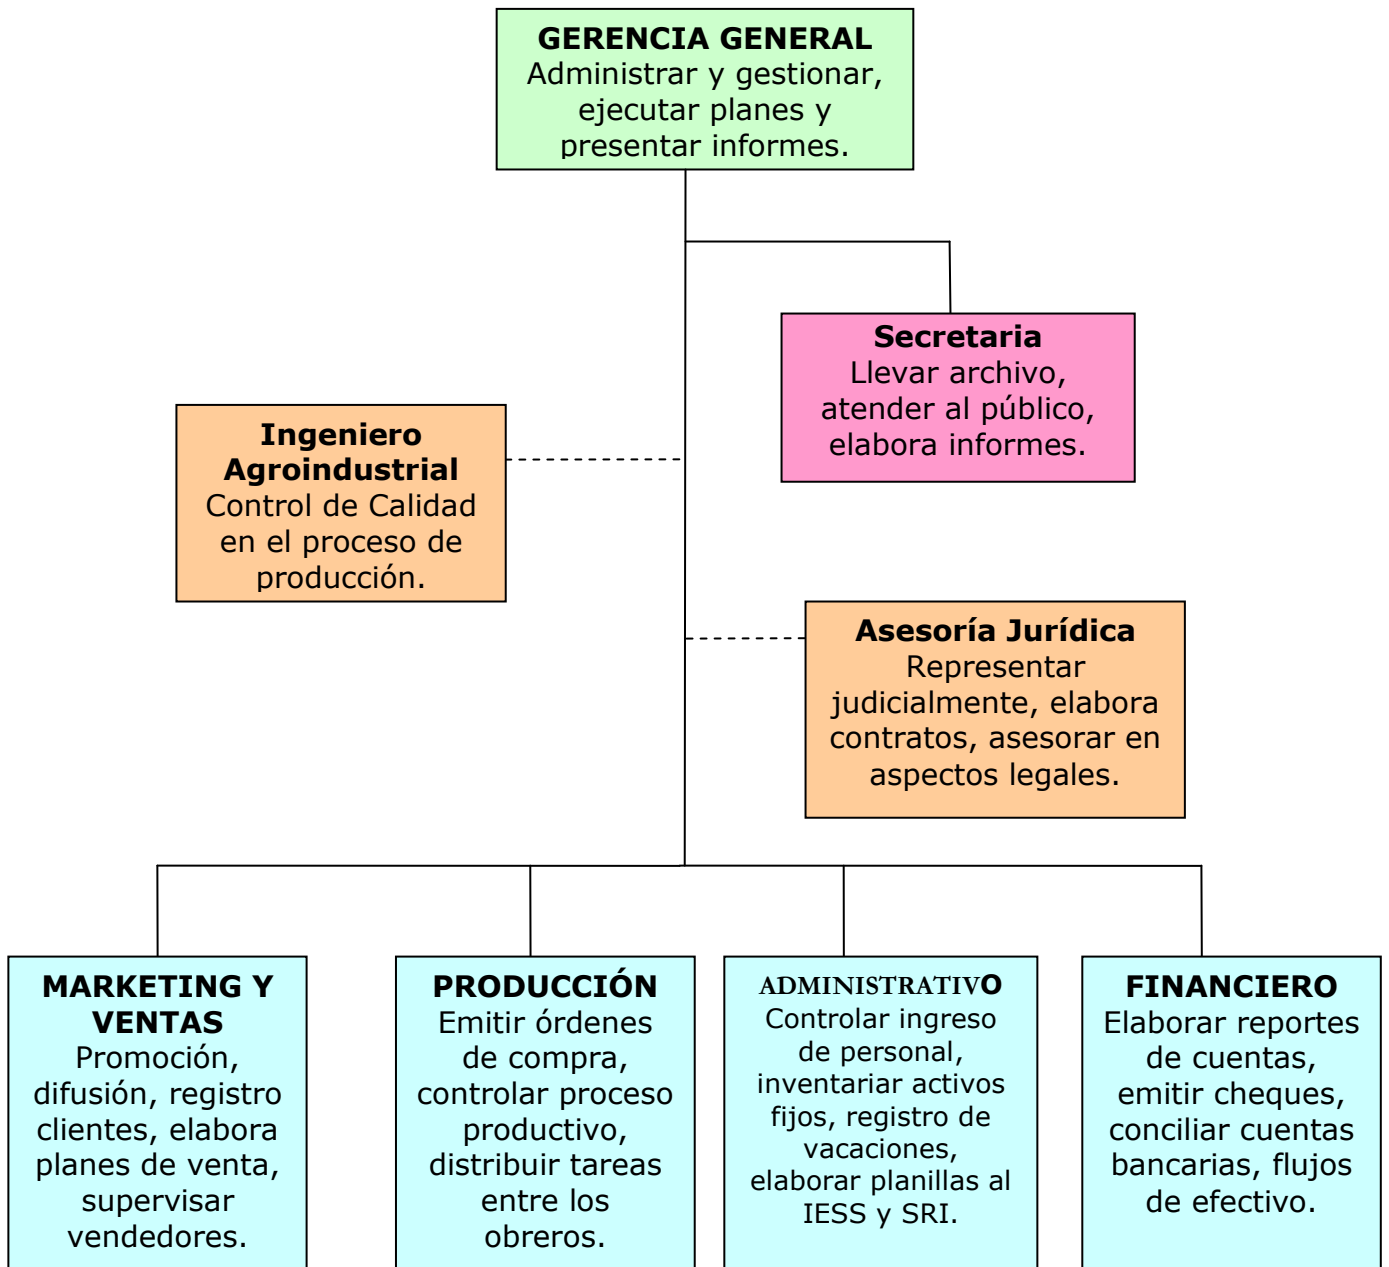 GERENCIA GENERAL
Administrar y gestionar,
ejecutar planes y
presentar informes.
Secretaria
Llevar archivo,
atender al público,
elabora informes.
Ingeniero
Agroindustrial
Control de Calidad
en el proceso de
producción.
Asesoría Jurídica
Representar
judicialmente, elabora
contratos, asesorar en
aspectos legales.
MARKETING Y
VENTAS
Promoción,
difusión, registro
clientes, elabora
planes de venta,
supervisar
vendedores.
PRODUCCIÓN
Emitir órdenes
de compra,
controlar proceso
productivo,
distribuir tareas
entre los
obreros.
ADMINISTRATIVO
Controlar ingreso
de personal,
inventariar activos
fijos, registro de
vacaciones,
elaborar planillas al
IESS y SRI.
FINANCIERO
Elaborar reportes
de cuentas,
emitir cheques,
conciliar cuentas
bancarias, flujos
de efectivo.